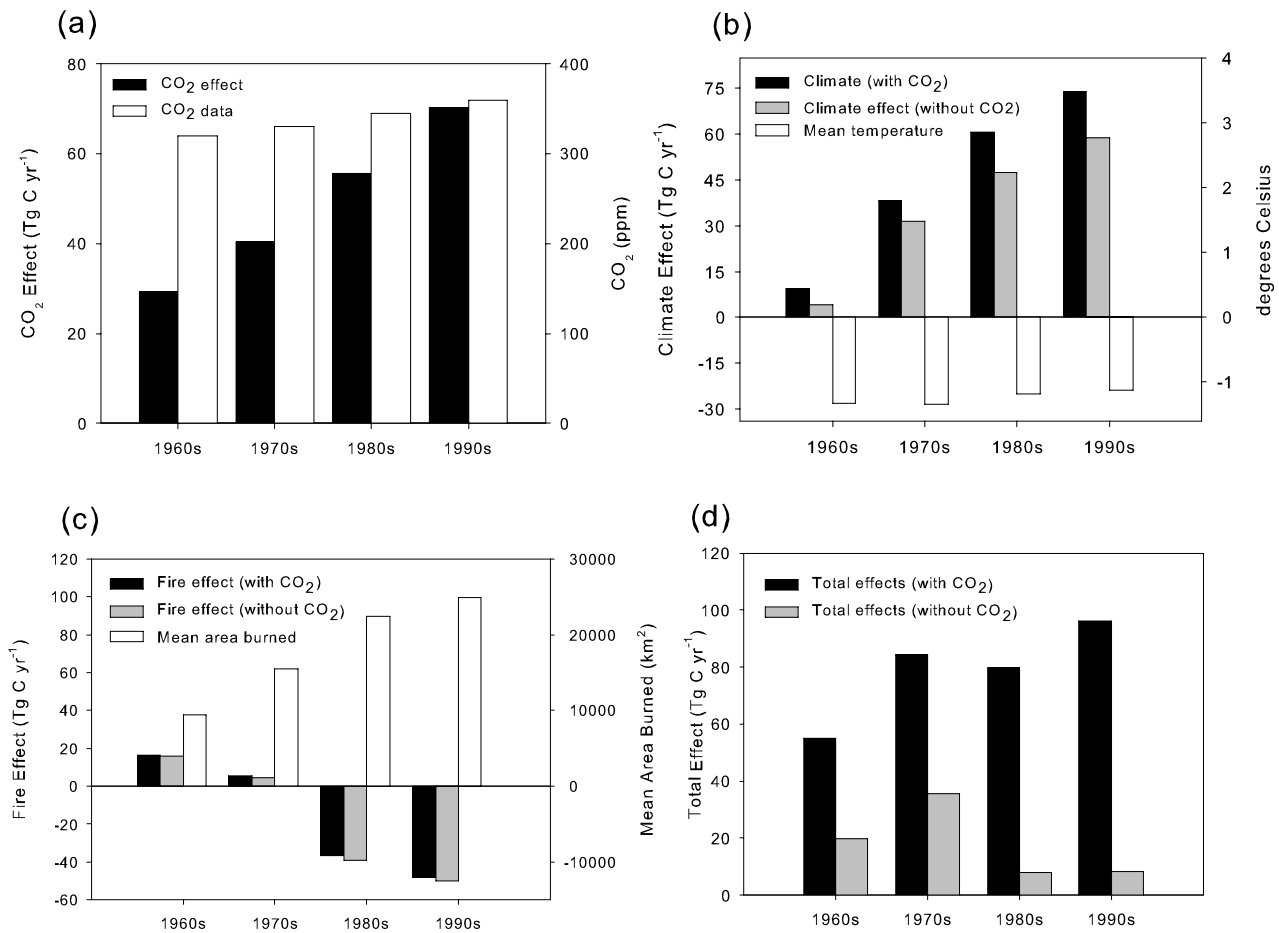 (a)
80
60
40
20
0
CO2 Effect (Tg C yr-1)
CO2 effect
CO2 data
400
300
200
100
0
CO2 (ppm)
1960s 1970s 1980s 1990s
(b)
75
60
45
30
15
0
-15
-30
Climate Effect (Tg C yr-1)
Climate (with CO2)
Climate effect (without CO2)
Mean temperature
4
3
2
1
0
-1
degrees Celsius
1960s 1970s 1980s 1990s
(c)
120
100
80
60
40
20
0
-20
-40
-60
Fire Effect (Tg C yr-1)
Fire effect (with CO2)
Fire effect (without CO2)
Mean area burned
30000
20000
10000
0
-10000
Mean Area Burned (km2)
1960s 1970s 1980s 1990s
(d)
120
100
80
60
40
20
0
Total Effect (Tg C yr-1)
Total effects (with CO2)
Total effects (without CO2)
1960s 1970s 1980s 1990s